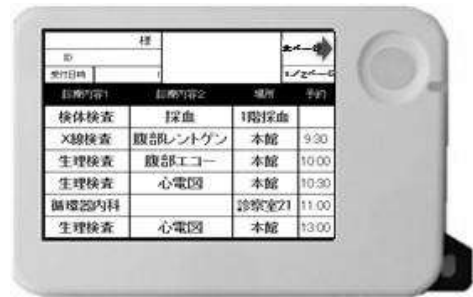 様
ID
受付日時
次ページ
1/2ページ
診療内容1 診療内容2 場所 予約
検体検査 採血 1階採血
X線検査 腹部レントゲン 本館 9:30
生理検査 腹部エコー 本館 10:00
生理検査 心電図 本館 10:30
循環器内科 診察室21 11:00
生理検査 心電図 本館 13:00